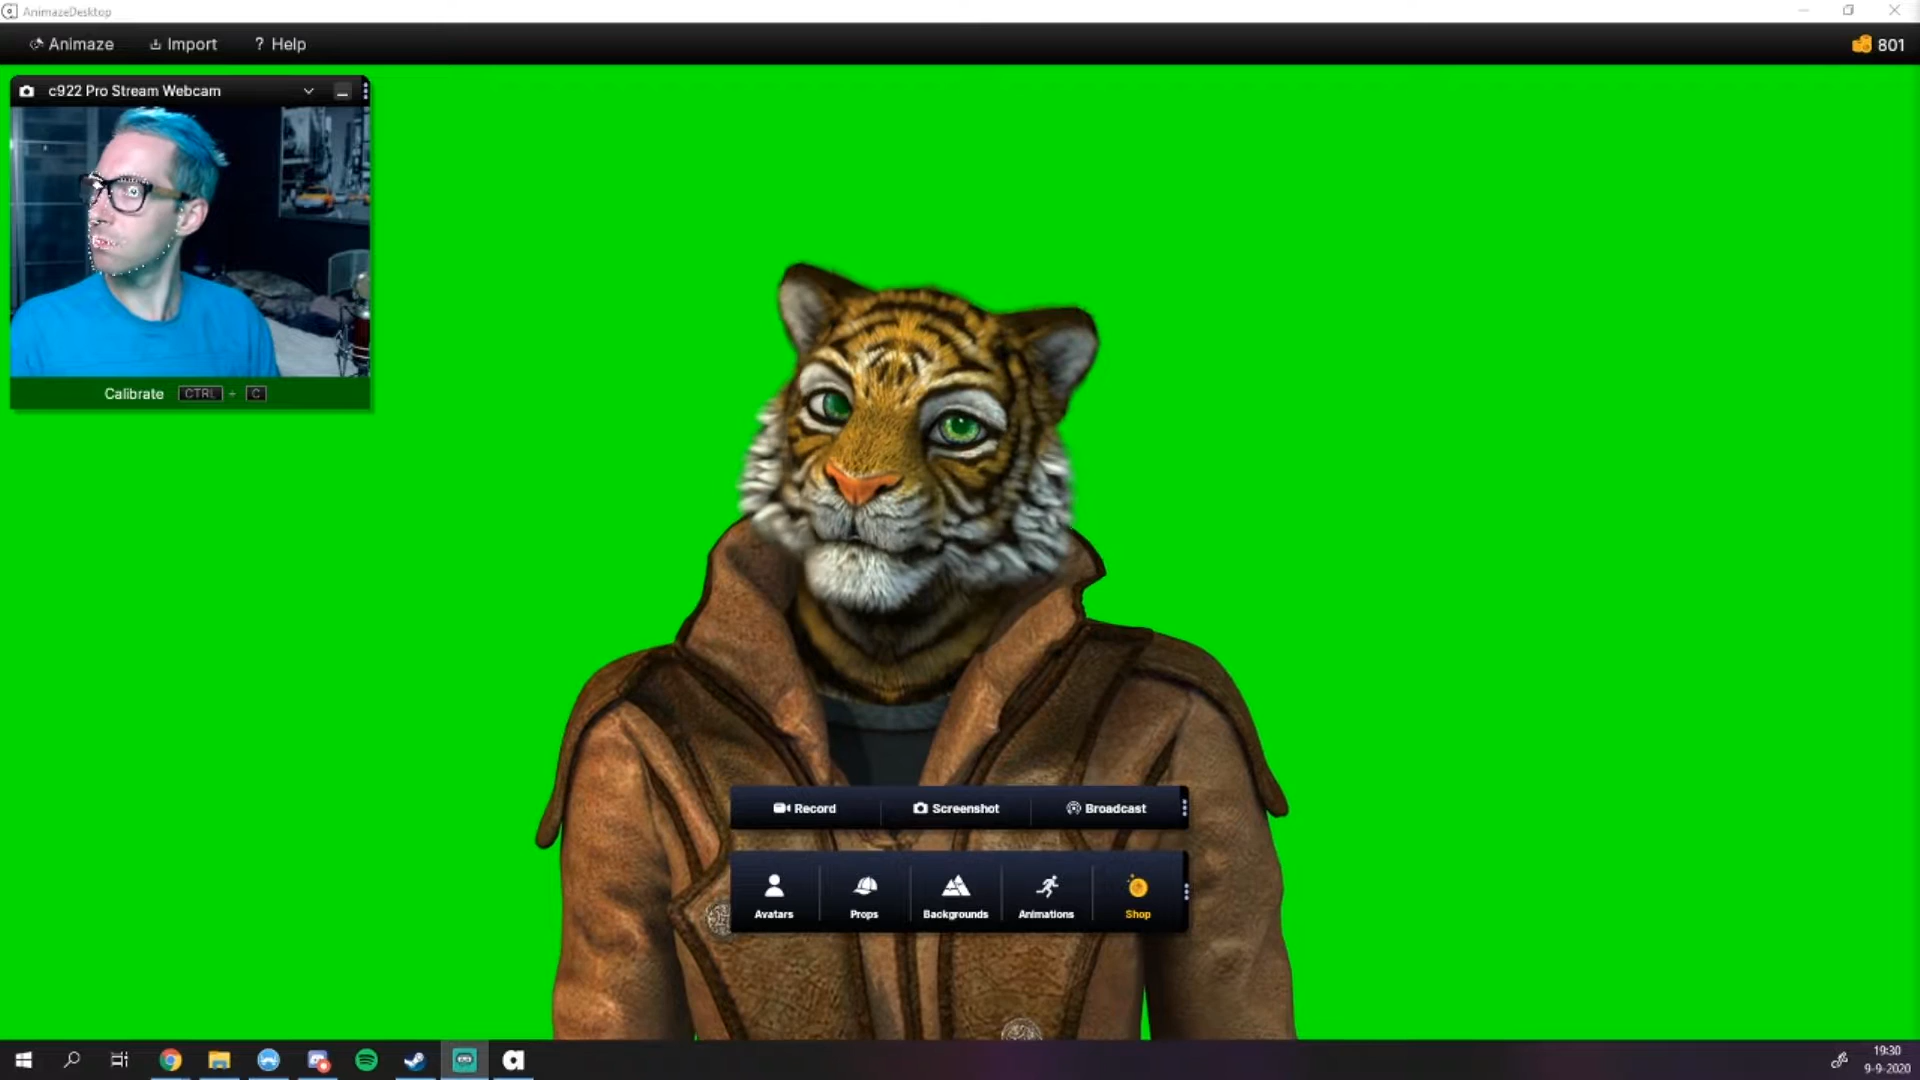 AnimazeDesktop
Animaze Import ? Help 801
c922 Pro Stream Webcam
Calibrate CTRL + C
Record Screenshot Broadcast
Avatars Props Backgrounds Animations Shop
19:30
9-9-2020